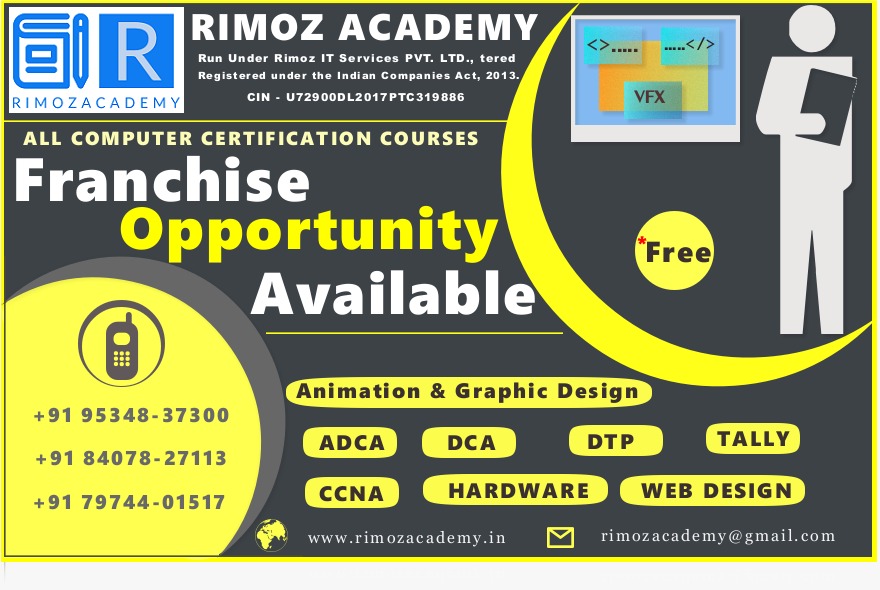 R
RIMOZACADEMY
RIMOZ ACADEMY
Run Under Rimoz IT Services PVT. LTD., tered
Registered under the Indian Companies Act, 2013.
CIN - U72900DL2017PTC319886
ALL COMPUTER CERTIFICATION COURSES
Franchise
Opportunity
Available
<>.....
.....</>
VFX
*Free
+91 95348-37300
+91 84078-27113
+91 79744-01517
Animation & Graphic Design
ADCA DCA DTP TALLY
CCNA HARDWARE WEB DESIGN
www.rimozacademy.in rimozacademy@gmail.com